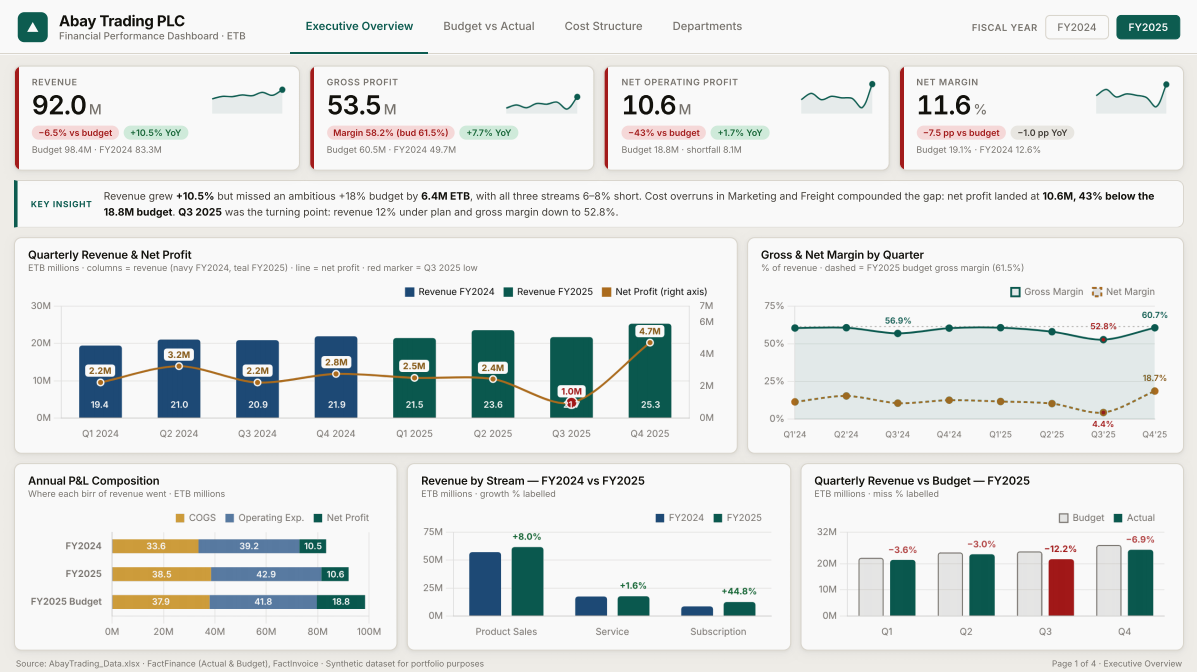 Abay Trading PLC
Financial Performance Dashboard · ETB
Executive Overview
Budget vs Actual
Cost Structure
Departments
FISCAL YEAR
FY2024
FY2025
REVENUE
92.0 M
−6.5% vs budget
+10.5% YoY
Budget 98.4M · FY2024 83.3M
GROSS PROFIT
53.5 M
Margin 58.2% (bud 61.5%)
+7.7% YoY
Budget 60.5M · FY2024 49.7M
NET OPERATING PROFIT
10.6 M
−43% vs budget
+1.7% YoY
Budget 18.8M · shortfall 8.1M
NET MARGIN
11.6 %
−7.5 pp vs budget
−1.0 pp YoY
Budget 19.1% · FY2024 12.6%
KEY INSIGHT
Revenue grew +10.5% but missed an ambitious +18% budget by 6.4M ETB, with all three streams 6–8% short. Cost overruns in Marketing and Freight compounded the gap: net profit landed at 10.6M, 43% below the
18.8M budget. Q3 2025 was the turning point: revenue 12% under plan and gross margin down to 52.8%.
Quarterly Revenue & Net Profit
ETB millions · columns = revenue (navy FY2024, teal FY2025) · line = net profit · red marker = Q3 2025 low
Revenue FY2024
Revenue FY2025
Net Profit (right axis)
30M
20M
10M
0M
7M
6M
4M
2M
0M
2.2M
3.2M
2.2M
2.8M
2.5M
2.4M
1.0M
4.7M
19.4
21.0
20.9
21.9
21.5
23.6
25.3
Q1 2024
Q2 2024
Q3 2024
Q4 2024
Q1 2025
Q2 2025
Q3 2025
Q4 2025
Gross & Net Margin by Quarter
% of revenue · dashed = FY2025 budget gross margin (61.5%)
Gross Margin
Net Margin
75%
50%
25%
0%
56.9%
52.8%
60.7%
18.7%
4.4%
Q1'24
Q2'24
Q3'24
Q4'24
Q1'25
Q2'25
Q3'25
Q4'25
Annual P&L Composition
Where each birr of revenue went · ETB millions
COGS
Operating Exp.
Net Profit
FY2024
33.6
39.2
10.5
FY2025
38.5
42.9
10.6
FY2025 Budget
37.9
41.8
18.8
0M
20M
40M
60M
80M
100M
Revenue by Stream — FY2024 vs FY2025
ETB millions · growth % labelled
FY2024
FY2025
75M
50M
25M
0M
+8.0%
+1.6%
+44.8%
Product Sales
Service
Subscription
Quarterly Revenue vs Budget — FY2025
ETB millions · miss % labelled
Budget
Actual
32M
20M
10M
0M
−3.6%
−3.0%
−12.2%
−6.9%
Q1
Q2
Q3
Q4
Source: AbayTrading_Data.xlsx · FactFinance (Actual & Budget), FactInvoice · Synthetic dataset for portfolio purposes
Page 1 of 4 · Executive Overview